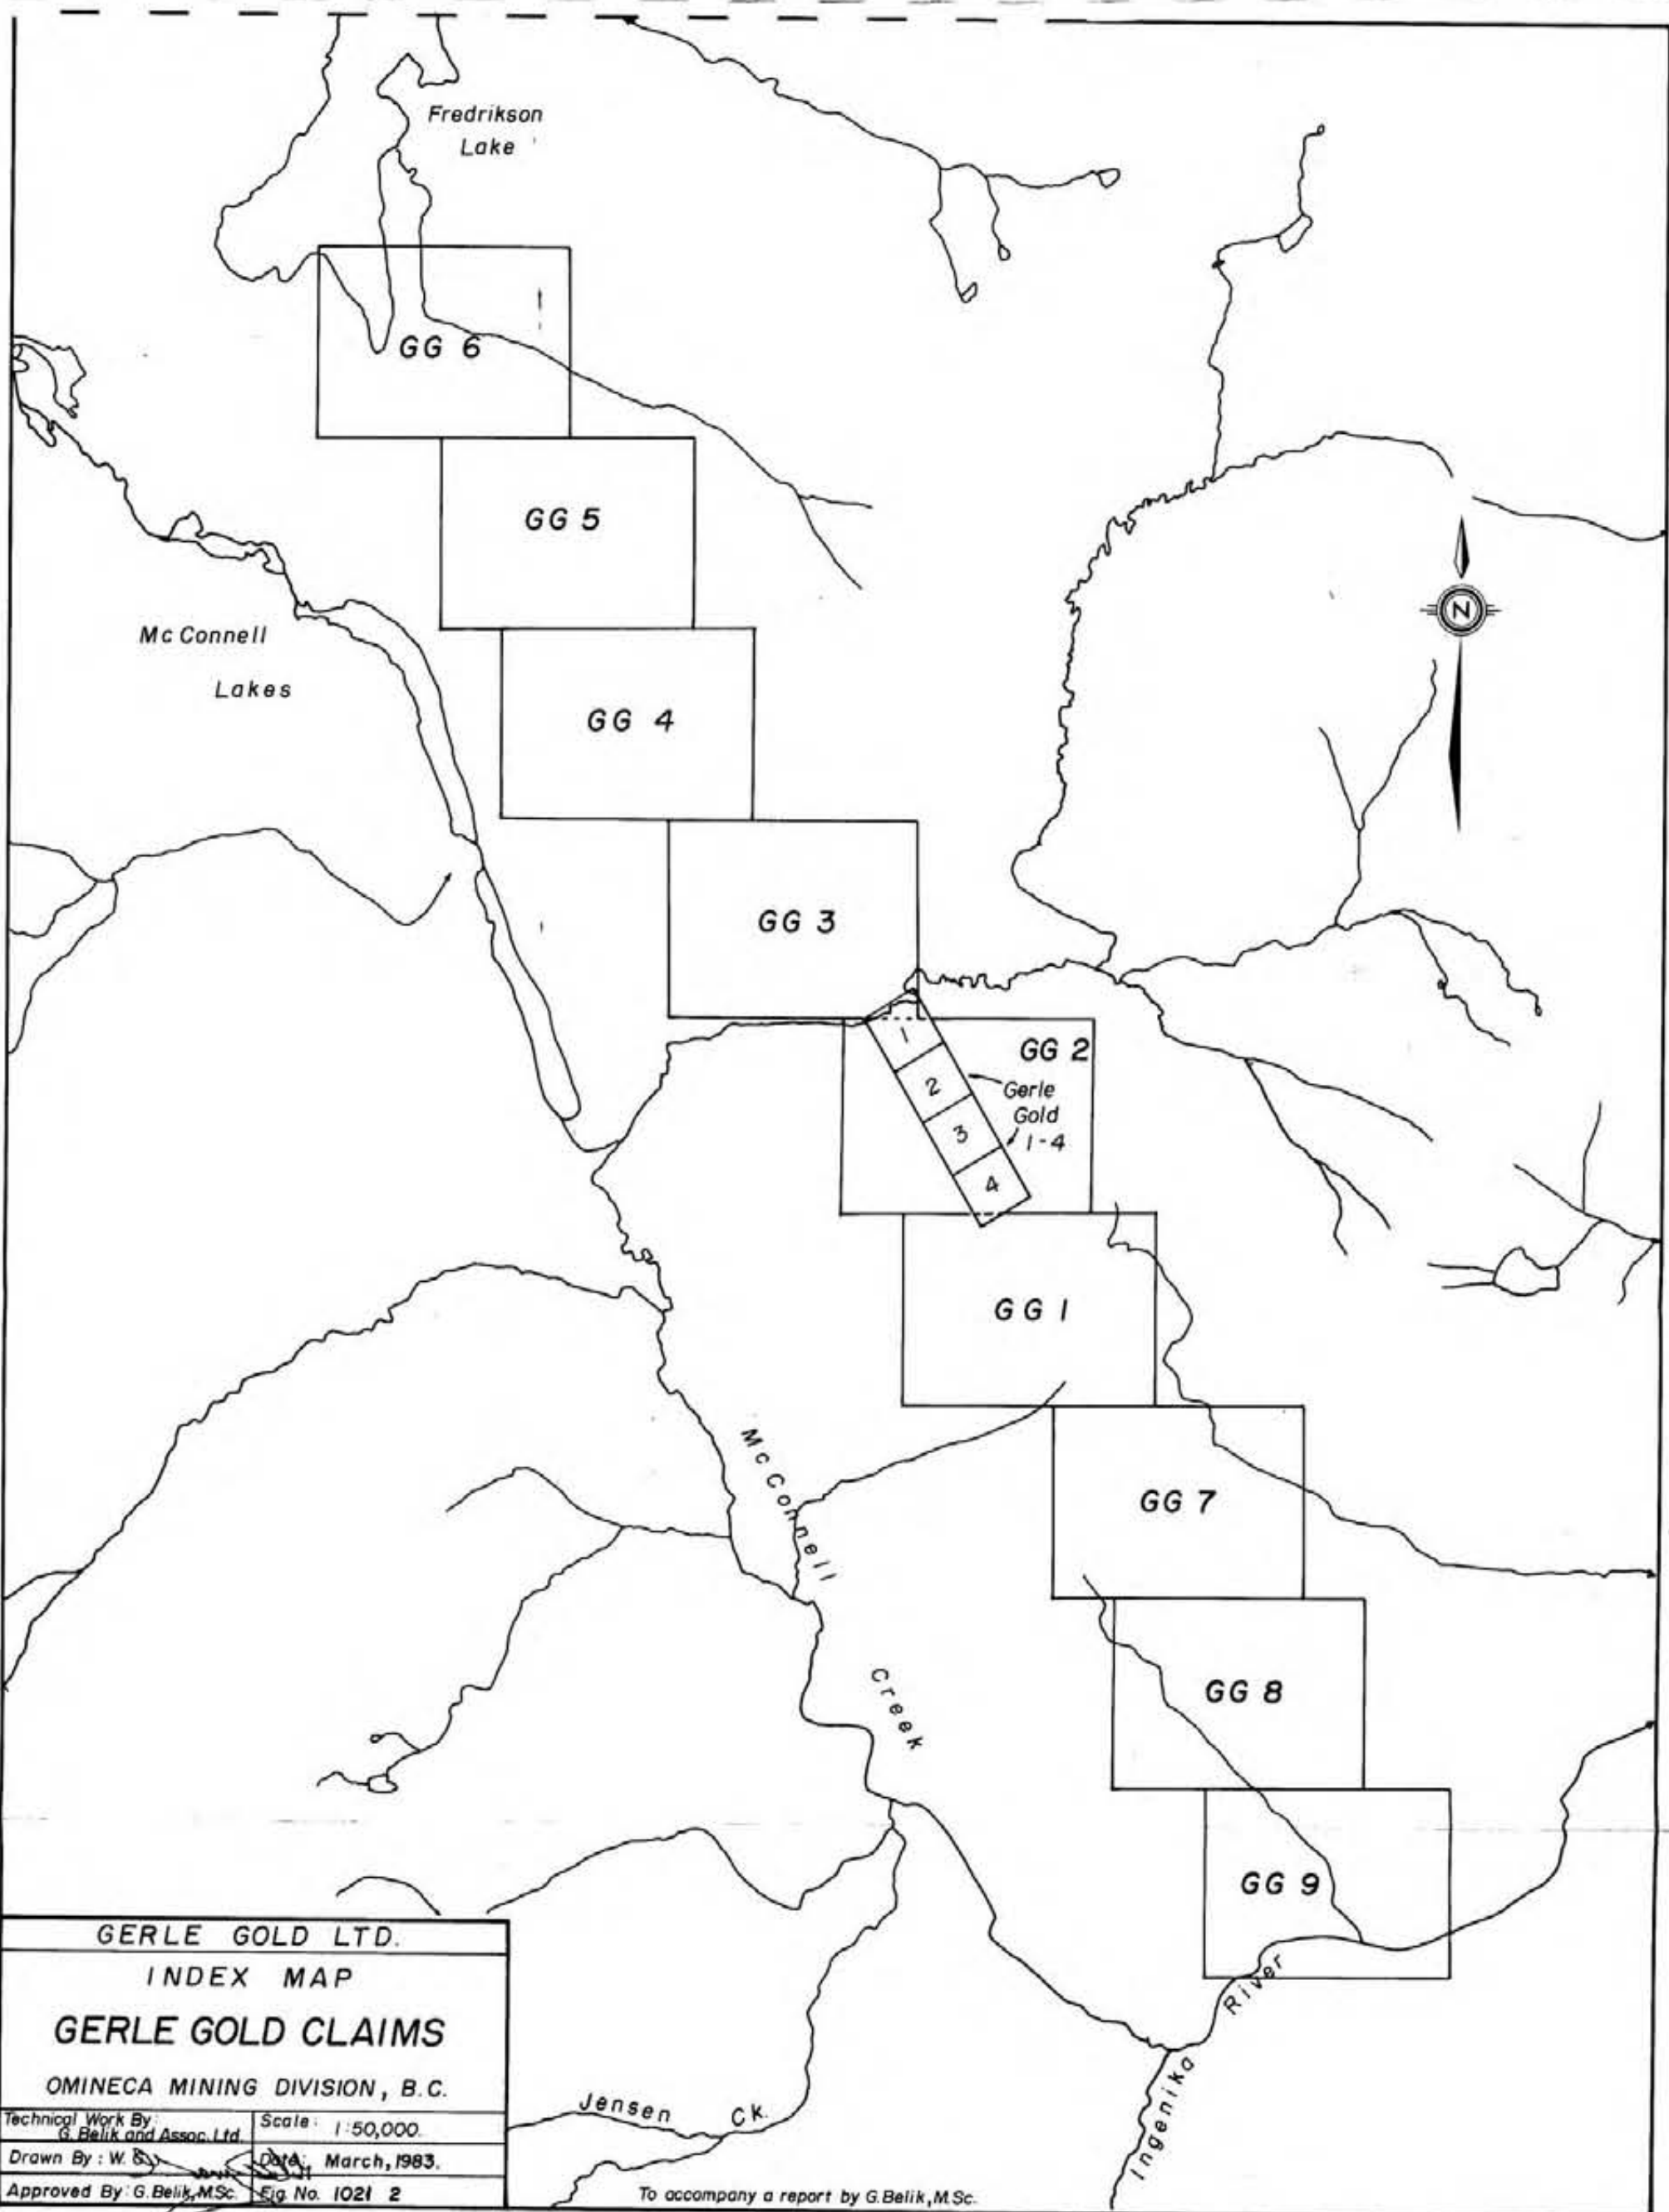 Fredrikson
Lake
GG 6
GG 5
Mc Connell
Lakes
N
GG 4
GG 3
GG 2
1
2
3
4
Gerle
Gold
1-4
GG 1
McConnell
Creek
GG 7
GG 8
GG 9
River
Ingenika
Jensen Ck.
GERLE GOLD LTD.
INDEX MAP
GERLE GOLD CLAIMS
OMINECA MINING DIVISION, B.C.
Technical Work By:
G. Belik and Assoc. Ltd.
Scale: 1:50,000.
Drawn By: W.
Date: March, 1983.
Approved By: G. Belik, M.Sc.
Fig. No. 1021 2
To accompany a report by G. Belik, M.Sc.